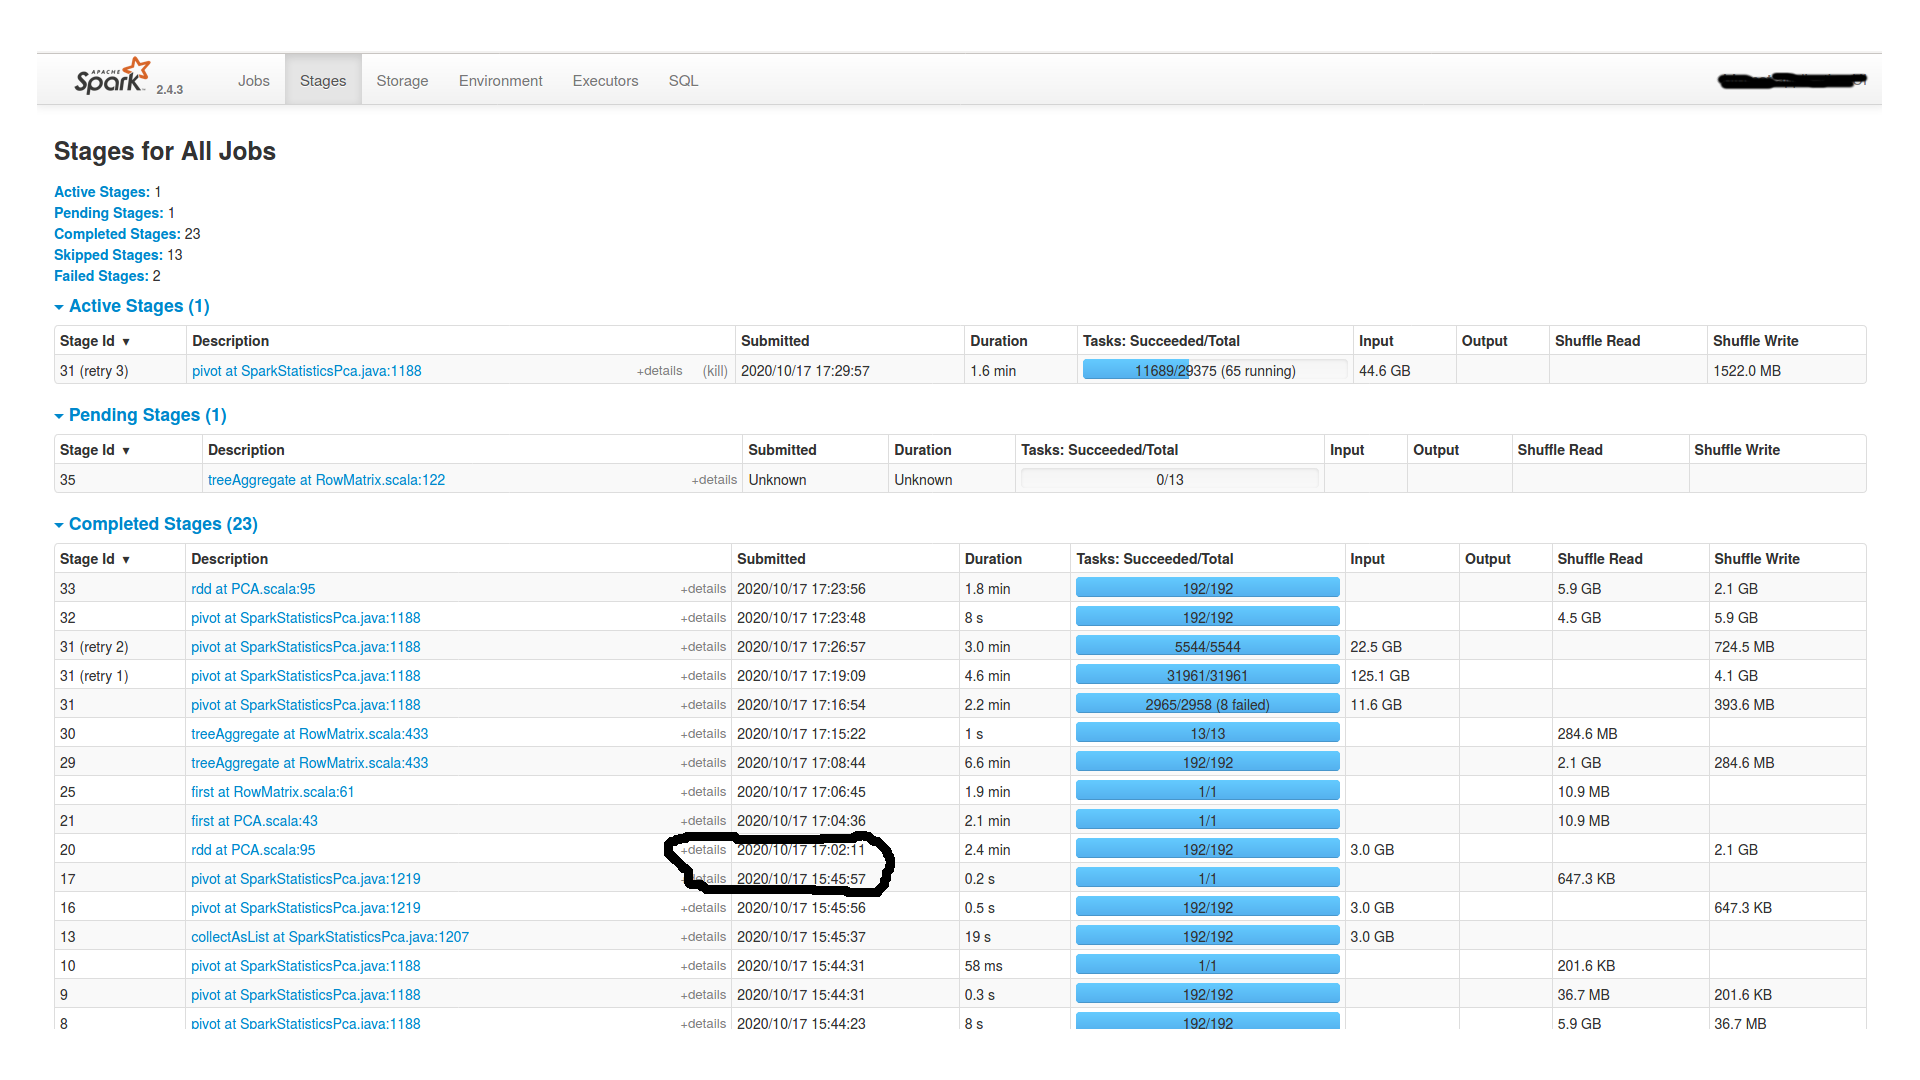 APACHE Spark 2.4.3 Jobs Stages Storage Environment Executors SQL
Stages for All Jobs
Active Stages: 1
Pending Stages: 1
Completed Stages: 23
Skipped Stages: 13
Failed Stages: 2
Active Stages (1)
Stage Id ▾ Description Submitted Duration Tasks: Succeeded/Total Input Output Shuffle Read Shuffle Write
31 (retry 3) pivot at SparkStatisticsPca.java:1188 +details (kill) 2020/10/17 17:29:57 1.6 min 11689/29375 (65 running) 44.6 GB 1522.0 MB
Pending Stages (1)
Stage Id ▾ Description Submitted Duration Tasks: Succeeded/Total Input Output Shuffle Read Shuffle Write
35 treeAggregate at RowMatrix.scala:122 +details Unknown Unknown 0/13
Completed Stages (23)
Stage Id ▾ Description Submitted Duration Tasks: Succeeded/Total Input Output Shuffle Read Shuffle Write
33 rdd at PCA.scala:95 +details 2020/10/17 17:23:56 1.8 min 192/192 5.9 GB 2.1 GB
32 pivot at SparkStatisticsPca.java:1188 +details 2020/10/17 17:23:48 8 s 192/192 4.5 GB 5.9 GB
31 (retry 2) pivot at SparkStatisticsPca.java:1188 +details 2020/10/17 17:26:57 3.0 min 5544/5544 22.5 GB 724.5 MB
31 (retry 1) pivot at SparkStatisticsPca.java:1188 +details 2020/10/17 17:19:09 4.6 min 31961/31961 125.1 GB 4.1 GB
31 pivot at SparkStatisticsPca.java:1188 +details 2020/10/17 17:16:54 2.2 min 2965/2958 (8 failed) 11.6 GB 393.6 MB
30 treeAggregate at RowMatrix.scala:433 +details 2020/10/17 17:15:22 1 s 13/13 284.6 MB
29 treeAggregate at RowMatrix.scala:433 +details 2020/10/17 17:08:44 6.6 min 192/192 2.1 GB 284.6 MB
25 first at RowMatrix.scala:61 +details 2020/10/17 17:06:45 1.9 min 1/1 10.9 MB
21 first at PCA.scala:43 +details 2020/10/17 17:04:36 2.1 min 1/1 10.9 MB
20 rdd at PCA.scala:95 +details 2020/10/17 17:02:11 2.4 min 192/192 3.0 GB 2.1 GB
17 pivot at SparkStatisticsPca.java:1219 details 2020/10/17 15:45:57 0.2 s 1/1 647.3 KB
16 pivot at SparkStatisticsPca.java:1219 +details 2020/10/17 15:45:56 0.5 s 192/192 3.0 GB 647.3 KB
13 collectAsList at SparkStatisticsPca.java:1207 +details 2020/10/17 15:45:37 19 s 192/192 3.0 GB
10 pivot at SparkStatisticsPca.java:1188 +details 2020/10/17 15:44:31 58 ms 1/1 201.6 KB
9 pivot at SparkStatisticsPca.java:1188 +details 2020/10/17 15:44:31 0.3 s 192/192 36.7 MB 201.6 KB
8 pivot at SparkStatisticsPca.java:1188 +details 2020/10/17 15:44:23 8 s 192/192 5.9 GB 36.7 MB